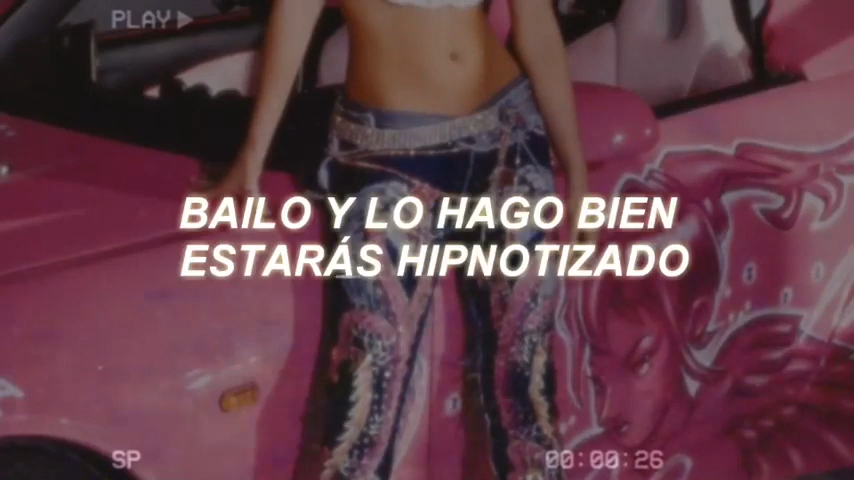 PLAY
BAILO Y LO HAGO BIEN
ESTARÁS HIPNOTIZADO
SP
00:00:26